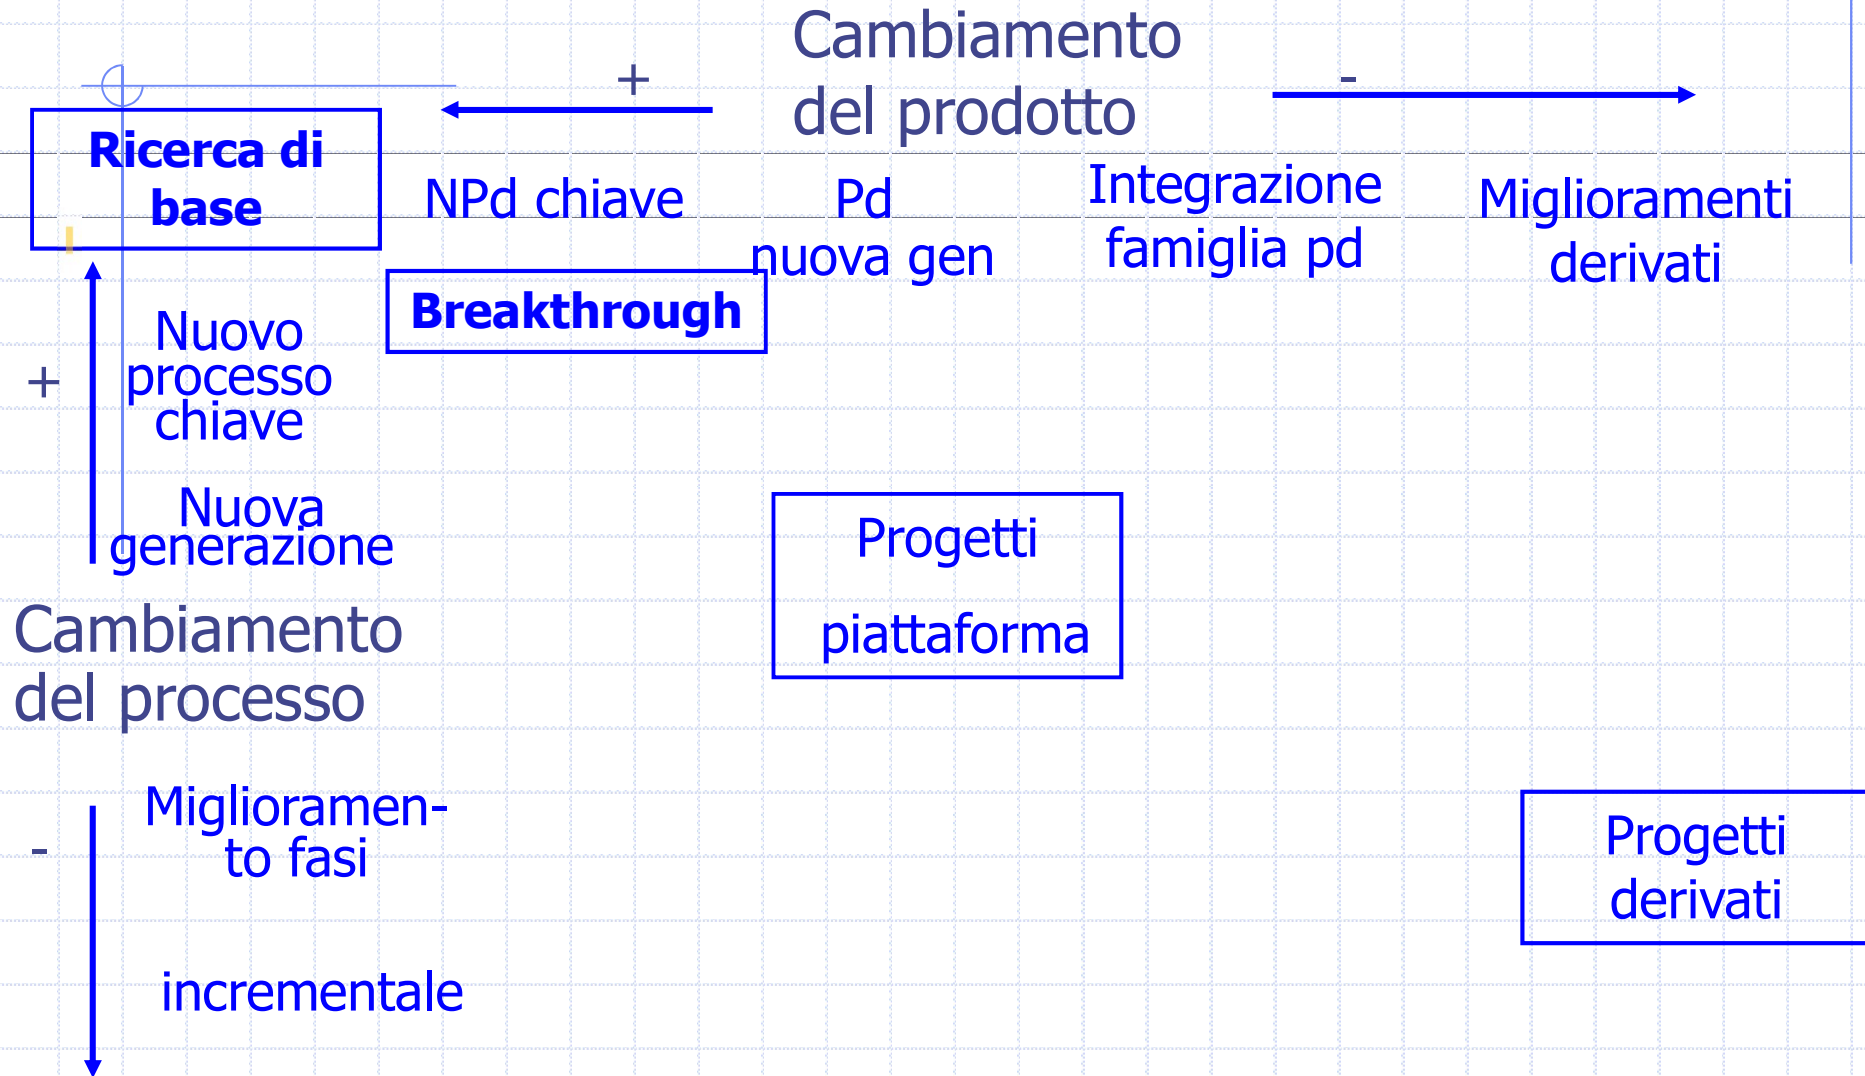 Cambiamento
del prodotto
+
-
Ricerca di
base
NPd chiave
Pd
nuova gen
Integrazione
famiglia pd
Miglioramenti
derivati
Breakthrough
+
Nuovo
processo
chiave
Nuova
generazione
Progetti
piattaforma
Cambiamento
del processo
-
Miglioramen-
to fasi
incrementale
Progetti
derivati